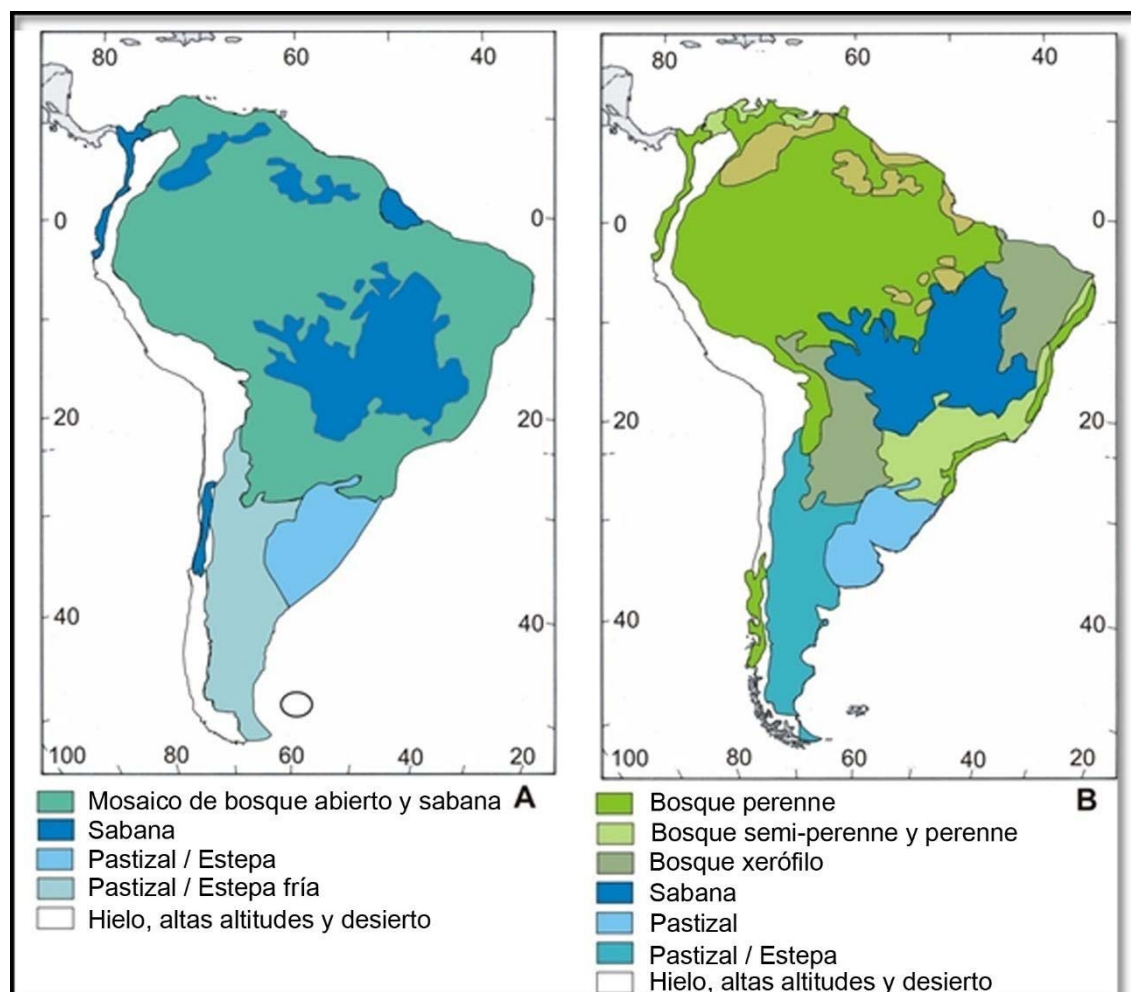 80 60 40
0 0
20 20
40 40
100 80 60 40 20
Mosaico de bosque abierto y sabana A
Sabana
Pastizal / Estepa
Pastizal / Estepa fría
Hielo, altas altitudes y desierto
80 60 40
0 0
20 20
40 40
100 80 60 40 20
Bosque perenne B
Bosque semi-perenne y perenne
Bosque xerófilo
Sabana
Pastizal
Pastizal / Estepa
Hielo, altas altitudes y desierto